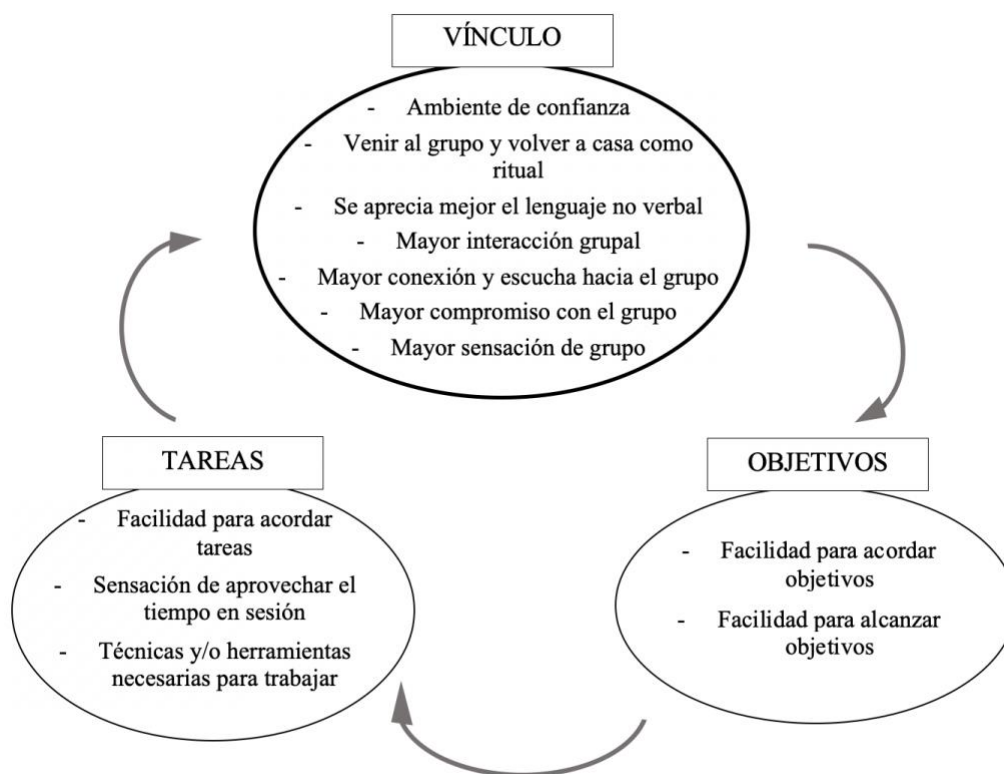 VÍNCULO
- Ambiente de confianza
- Venir al grupo y volver a casa como
ritual
- Se aprecia mejor el lenguaje no verbal
- Mayor interacción grupal
- Mayor conexión y escucha hacia el grupo
- Mayor compromiso con el grupo
- Mayor sensación de grupo
TAREAS
- Facilidad para acordar
tareas
- Sensación de aprovechar el
tiempo en sesión
- Técnicas y/o herramientas
necesarias para trabajar
OBJETIVOS
- Facilidad para acordar
objetivos
- Facilidad para alcanzar
objetivos